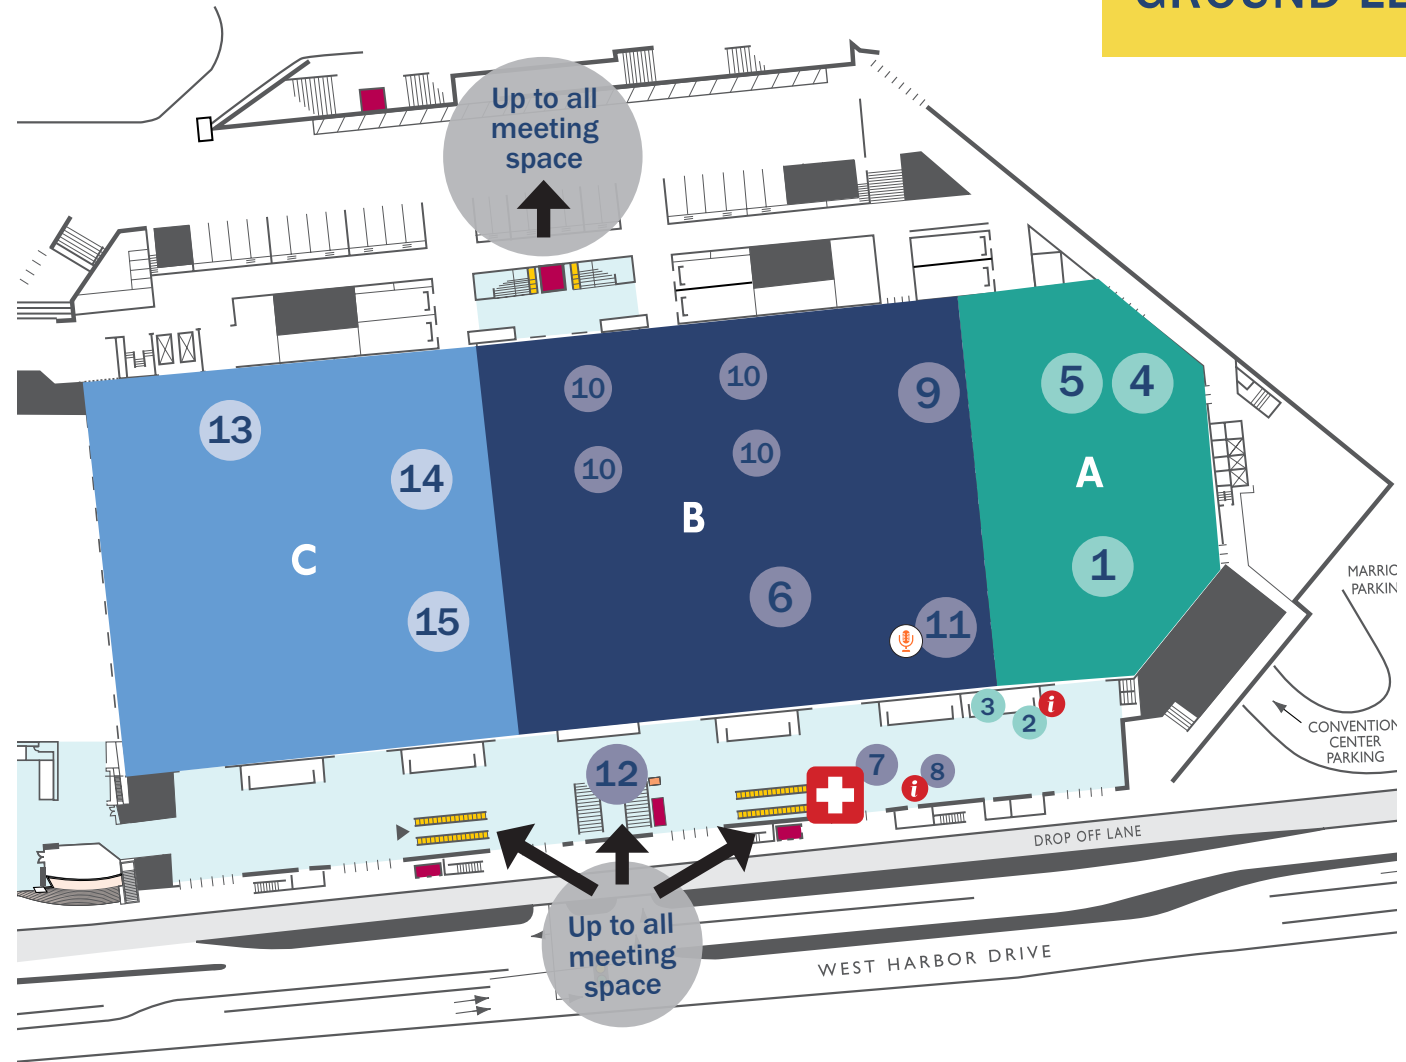 Up to all
meeting
space
5
4
10
10
9
13
10
10
14
A
B
C
1
6
11
15
3
i
2
12
7
8
i
MARRIO
PARKIN
CONVENTION
CENTER
PARKING
DROP OFF LANE
Up to all
meeting
space
WEST HARBOR DRIVE